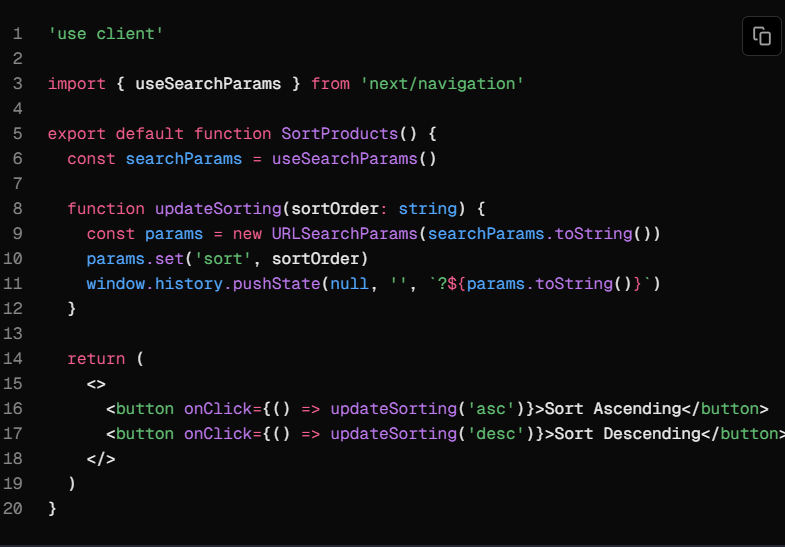 1 'use client'
2
3 import { useSearchParams } from 'next/navigation'
4
5 export default function SortProducts() {
6   const searchParams = useSearchParams()
7
8   function updateSorting(sortOrder: string) {
9     const params = new URLSearchParams(searchParams.toString())
10     params.set('sort', sortOrder)
11     window.history.pushState(null, '', `?${params.toString()}`)
12   }
13
14   return (
15     <>
16       <button onClick={() => updateSorting('asc')}>Sort Ascending</button>
17       <button onClick={() => updateSorting('desc')}>Sort Descending</button>
18     </>
19   )
20 }